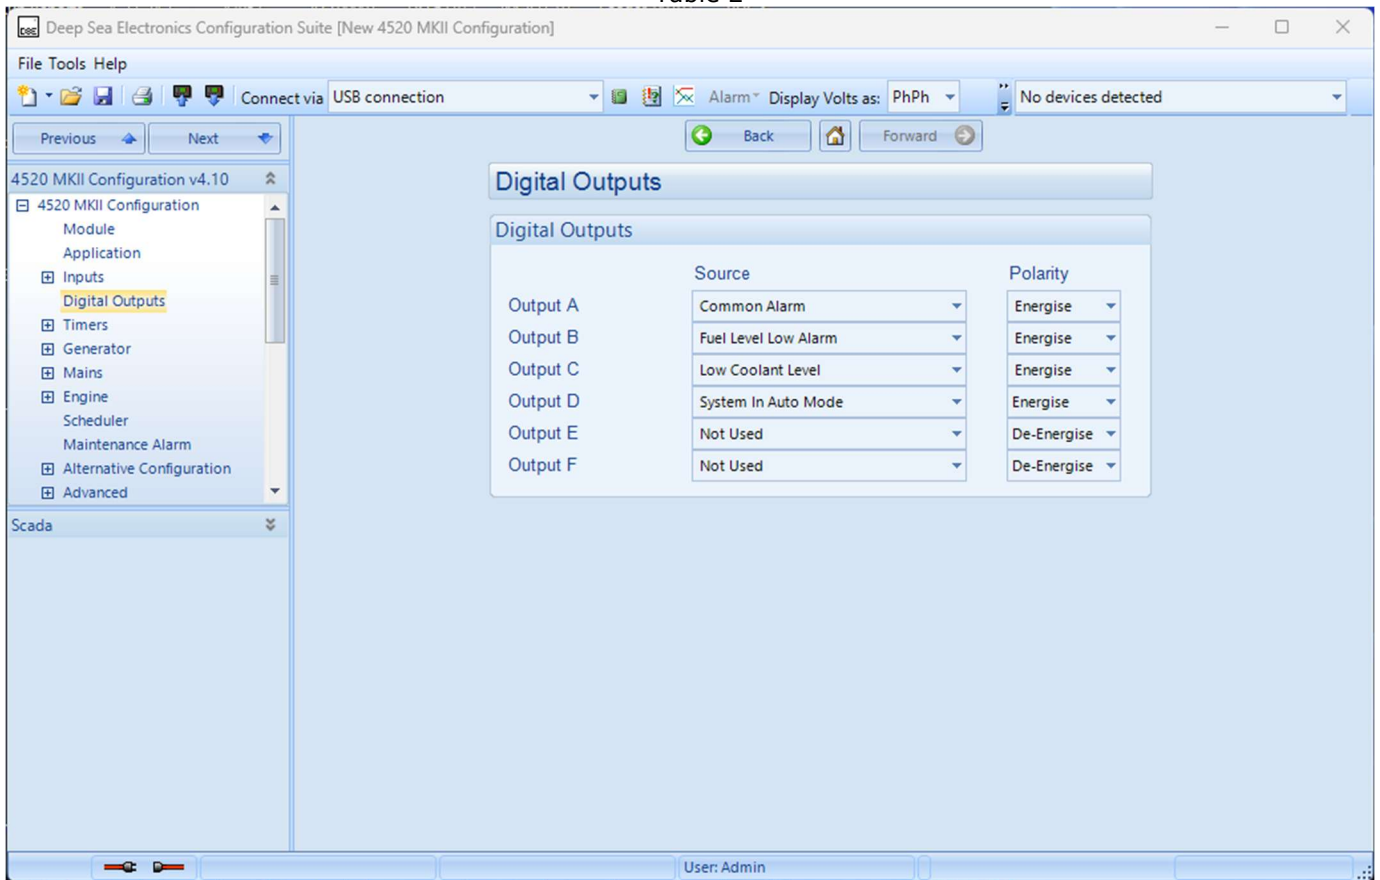 Table 2
DSE Deep Sea Electronics Configuration Suite [New 4520 MKII Configuration]
File Tools Help
Connect via USB connection Alarm Display Volts as: PhPh No devices detected
Previous Next Back Forward
4520 MKII Configuration v4.10
4520 MKII Configuration
Module
Application
Inputs
Digital Outputs
Timers
Generator
Mains
Engine
Scheduler
Maintenance Alarm
Alternative Configuration
Advanced
Scada
Digital Outputs
Digital Outputs
Source Polarity
Output A Common Alarm Energise
Output B Fuel Level Low Alarm Energise
Output C Low Coolant Level Energise
Output D System In Auto Mode Energise
Output E Not Used De-Energise
Output F Not Used De-Energise
User: Admin